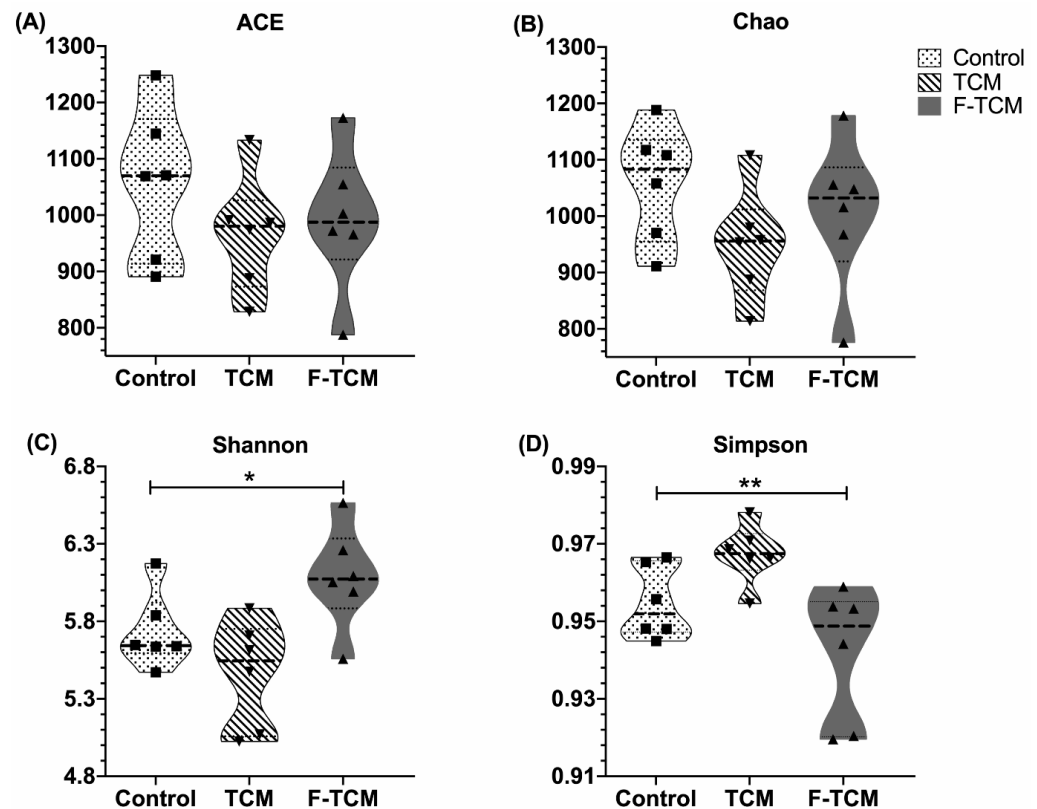 (A)
ACE
1300
1200
1100
1000
900
800
Control
TCM
F-TCM
(B)
Chao
1300
1200
1100
1000
900
800
Control
TCM
F-TCM
Control
TCM
F-TCM
(C)
Shannon
6.8
6.3
5.8
5.3
4.8
*
Control
TCM
F-TCM
(D)
Simpson
0.99
0.97
0.95
0.93
0.91
**
Control
TCM
F-TCM